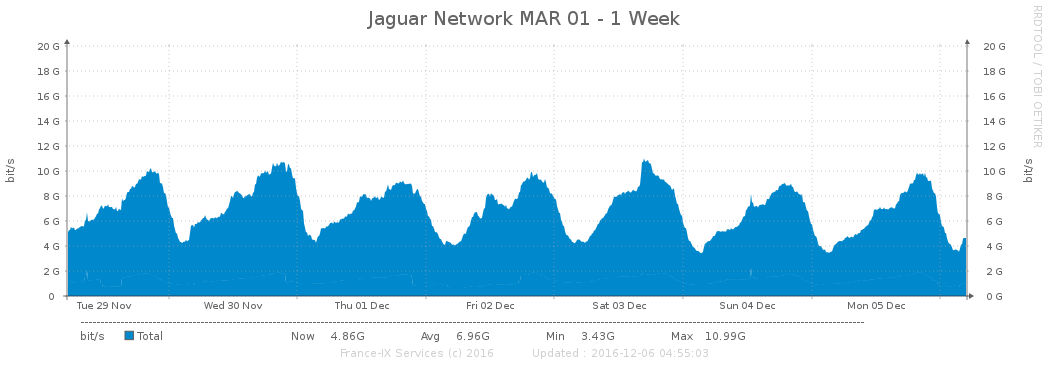 Jaguar Network MAR 01 - 1 Week
RRDTOOL / TOBI OETIKER
bit/s
20 G 20 G
18 G 18 G
16 G 16 G
14 G 14 G
12 G 12 G
10 G 10 G
8 G 8 G
6 G 6 G
4 G 4 G
2 G 2 G
0 0 G
bit/s
Tue 29 Nov Wed 30 Nov Thu 01 Dec Fri 02 Dec Sat 03 Dec Sun 04 Dec Mon 05 Dec
bit/s Total Now 4.86G Avg 6.96G Min 3.43G Max 10.99G
France-IX Services (c) 2016 Updated : 2016-12-06 04:55:03